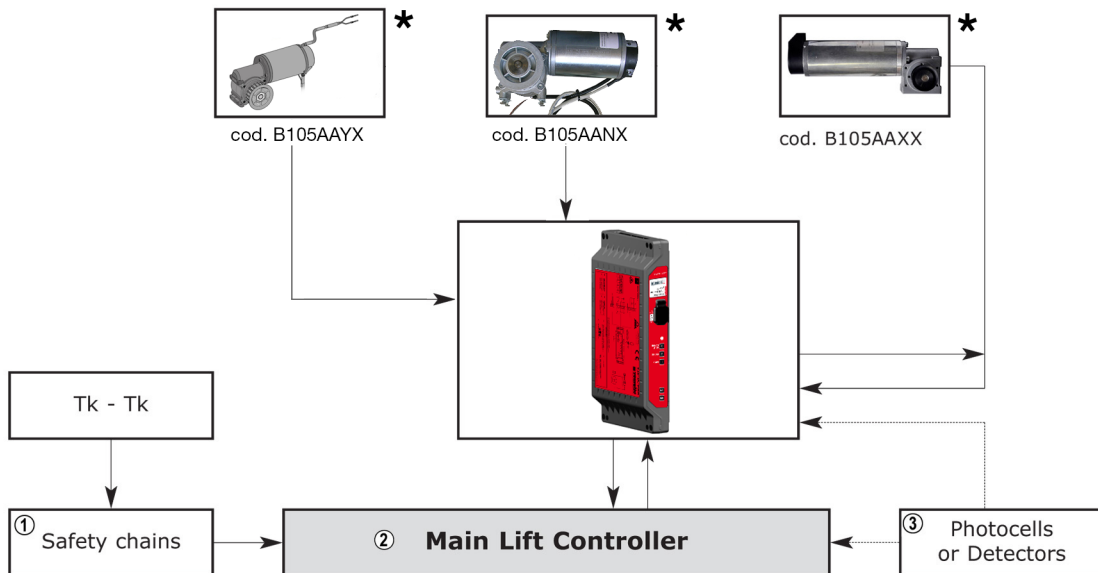 *
*
*
cod. B105AAYX
cod. B105AANX
cod. B105AAXX
Tk - Tk
① Safety chains
② Main Lift Controller
③ Photocells
or Detectors